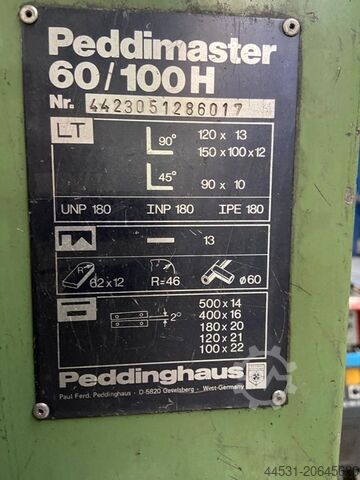 Peddimaster
60/100H
Nr. 4423051286017
LT 90° 120 x 13
150 x 100 x 12
45° 90 x 10
UNP 180 INP 180 IPE 180
13
R
62 x 12 R=46 ø60
2° 500 x 14
400 x 16
180 x 20
120 x 21
100 x 22
Peddinghaus
Paul Ferd. Peddinghaus · D-5820 Gevelsberg · West-Germany
44531-20645680